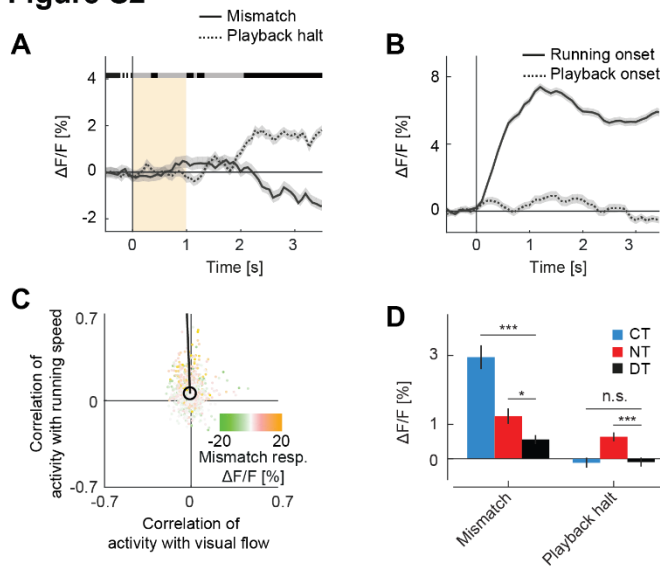 Mismatch
Playback halt
A
4
2
0
-2
ΔF/F [%]
0
1
2
3
Time [s]
B
Running onset
Playback onset
8
4
0
ΔF/F [%]
0
1
2
3
Time [s]
C
0.7
0
-0.7
Correlation of
activity with running speed
-20
20
Mismatch resp.
ΔF/F [%]
-0.7
0
0.7
Correlation of
activity with visual flow
D
CT
NT
DT
***
*
n.s.
***
3
1
0
ΔF/F [%]
Mismatch
Playback halt